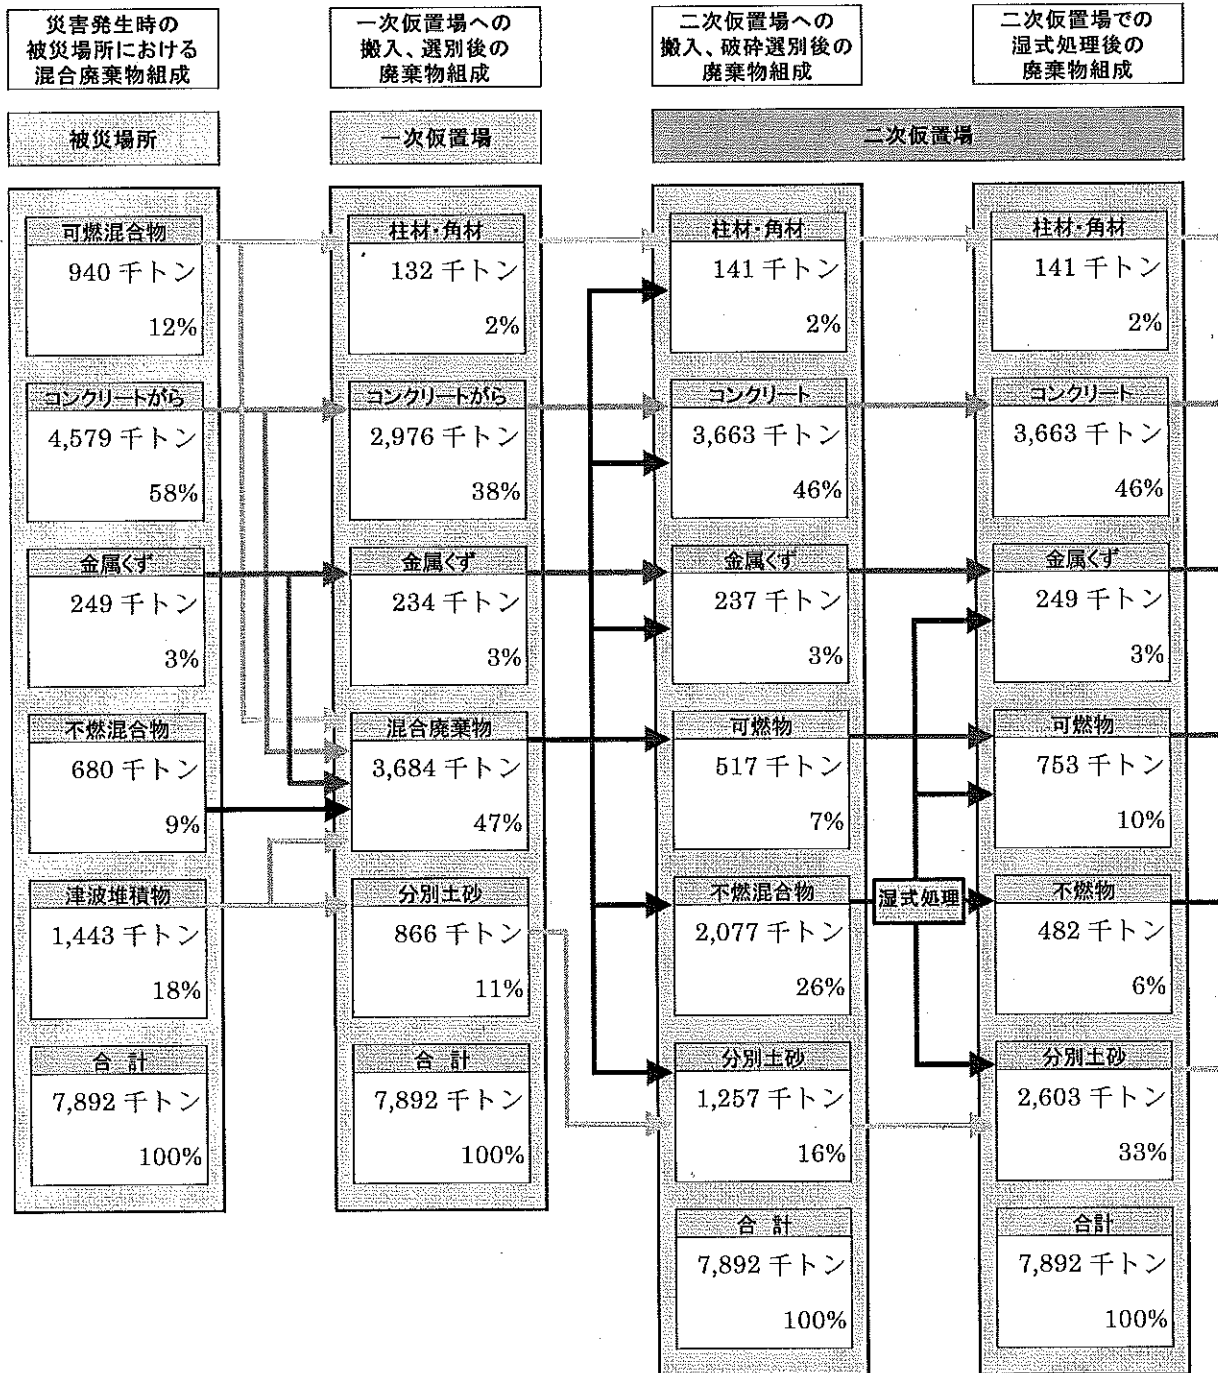 災害発生時の
被災場所における
混合廃棄物組成
一次仮置場への
搬入、選別後の
廃棄物組成
二次仮置場への
搬入、破砕選別後の
廃棄物組成
二次仮置場での
湿式処理後の
廃棄物組成
被災場所
一次仮置場
二次仮置場
可燃混合物
940 千トン
12%
コンクリートがら
4,579 千トン
58%
金属くず
249 千トン
3%
不燃混合物
680 千トン
9%
津波堆積物
1,443 千トン
18%
合 計
7,892 千トン
100%
柱材・角材
132 千トン
2%
コンクリートがら
2,976 千トン
38%
金属くず
234 千トン
3%
混合廃棄物
3,684 千トン
47%
分別土砂
866 千トン
11%
合 計
7,892 千トン
100%
柱材・角材
141 千トン
2%
コンクリート
3,663 千トン
46%
金属くず
237 千トン
3%
可燃物
517 千トン
7%
不燃混合物
2,077 千トン
26%
分別土砂
1,257 千トン
16%
合 計
7,892 千トン
100%
湿式処理
柱材・角材
141 千トン
2%
コンクリート
3,663 千トン
46%
金属くず
249 千トン
3%
可燃物
753 千トン
10%
不燃物
482 千トン
6%
分別土砂
2,603 千トン
33%
合計
7,892 千トン
100%